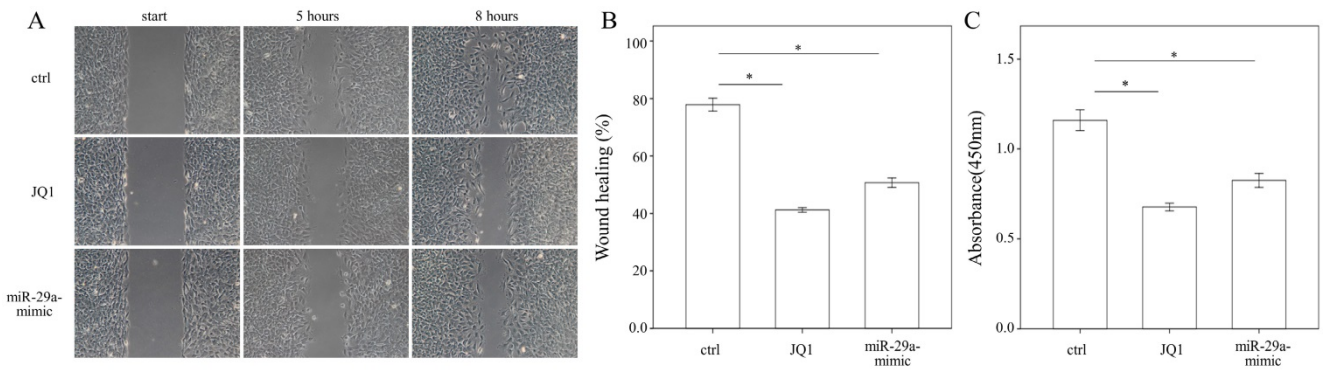 A
start
5 hours
8 hours
ctrl
JQ1
miR-29a-
mimic
B
Wound healing (%)
100
80
60
40
20
0.0
*
*
ctrl
JQ1
miR-29a-
mimic
C
Absorbance(450nm)
1.5
1.0
0.5
0.0
*
*
ctrl
JQ1
miR-29a-
mimic